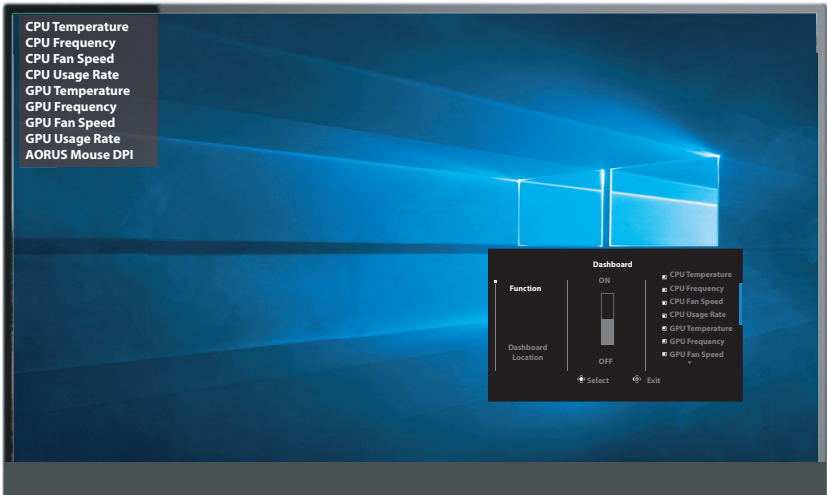 CPU Temperature
CPU Frequency
CPU Fan Speed
CPU Usage Rate
GPU Temperature
GPU Frequency
GPU Fan Speed
GPU Usage Rate
AORUS Mouse DPI
Dashboard
Function
Dashboard
Location
ON
OFF
CPU Temperature
CPU Frequency
CPU Fan Speed
CPU Usage Rate
GPU Temperature
GPU Frequency
GPU Fan Speed
Select
Exit